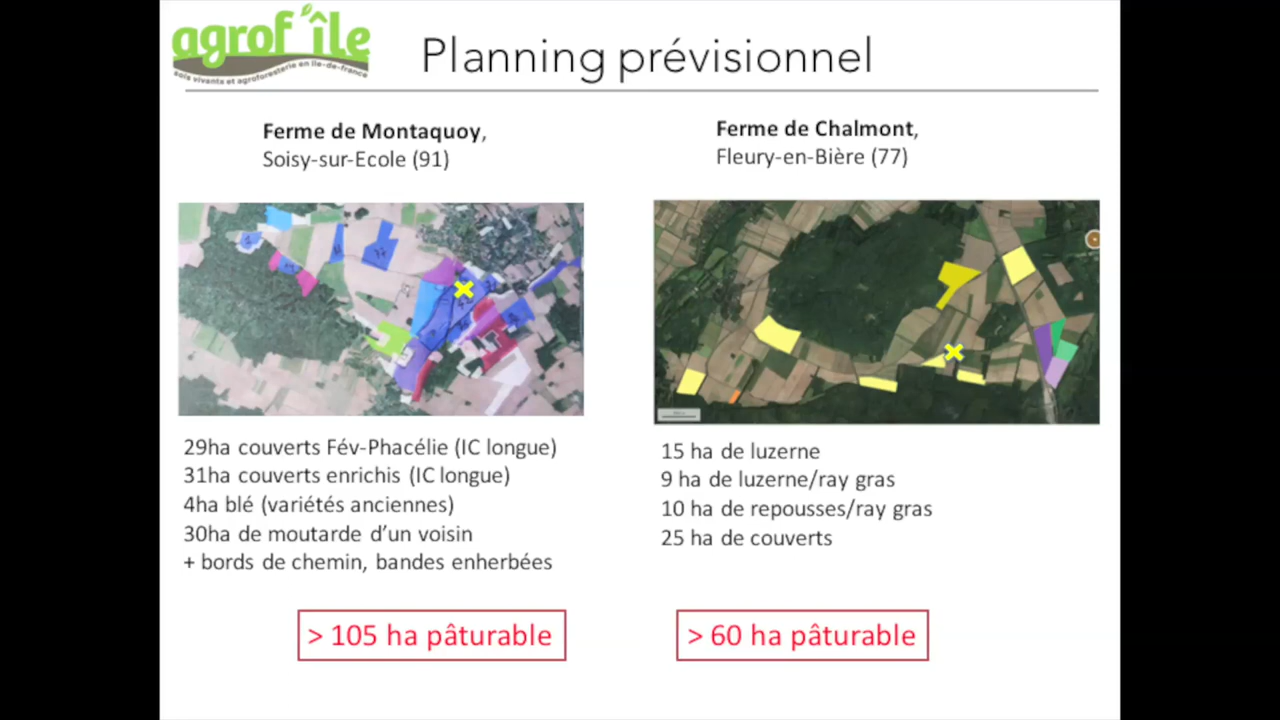 agrof'île
sols vivants et agroforesterie en île-de-france
Planning prévisionnel
Ferme de Montaquoy,
Soisy-sur-Ecole (91)
29ha couverts Fév-Phacélie (IC longue)
31ha couverts enrichis (IC longue)
4ha blé (variétés anciennes)
30ha de moutarde d'un voisin
+ bords de chemin, bandes enherbées
> 105 ha pâturable
Ferme de Chalmont,
Fleury-en-Bière (77)
15 ha de luzerne
9 ha de luzerne/ray gras
10 ha de repousses/ray gras
25 ha de couverts
> 60 ha pâturable